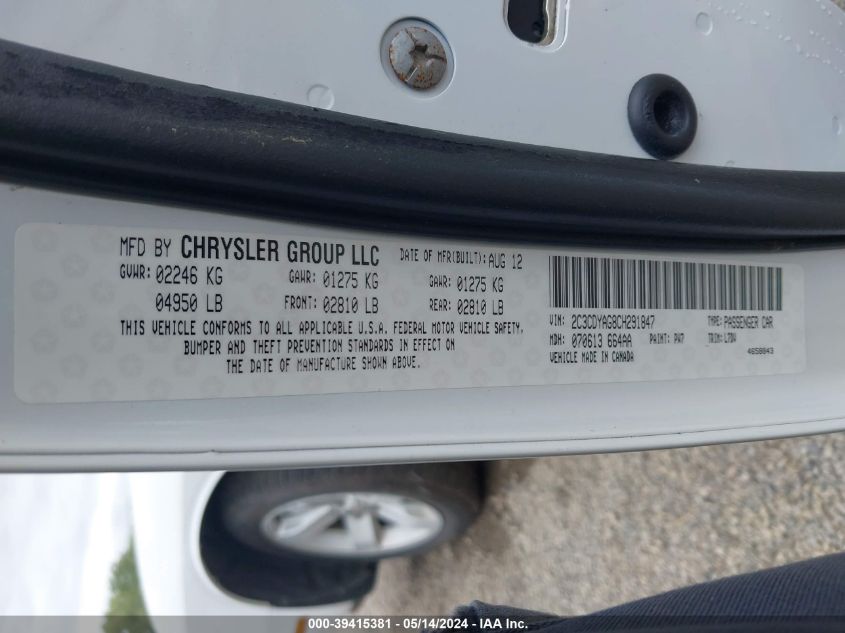 MFD BY CHRYSLER GROUP LLC DATE OF MFR(BUILT): AUG 12
GVWR: 02246 KG GAWR: 01275 KG GAWR: 01275 KG
04950 LB FRONT: 02810 LB REAR: 02810 LB
THIS VEHICLE CONFORMS TO ALL APPLICABLE U.S.A. FEDERAL MOTOR VEHICLE SAFETY,
BUMPER AND THEFT PREVENTION STANDARDS IN EFFECT ON
THE DATE OF MANUFACTURE SHOWN ABOVE.
VIN: 2C3CDYAG8CH291847 TYPE: PASSENGER CAR
MDH: 070613 664AA PAINT: PW7 TRIM: L7DV
VEHICLE MADE IN CANADA 4658843
000-39415381 - 05/14/2024 - IAA Inc.